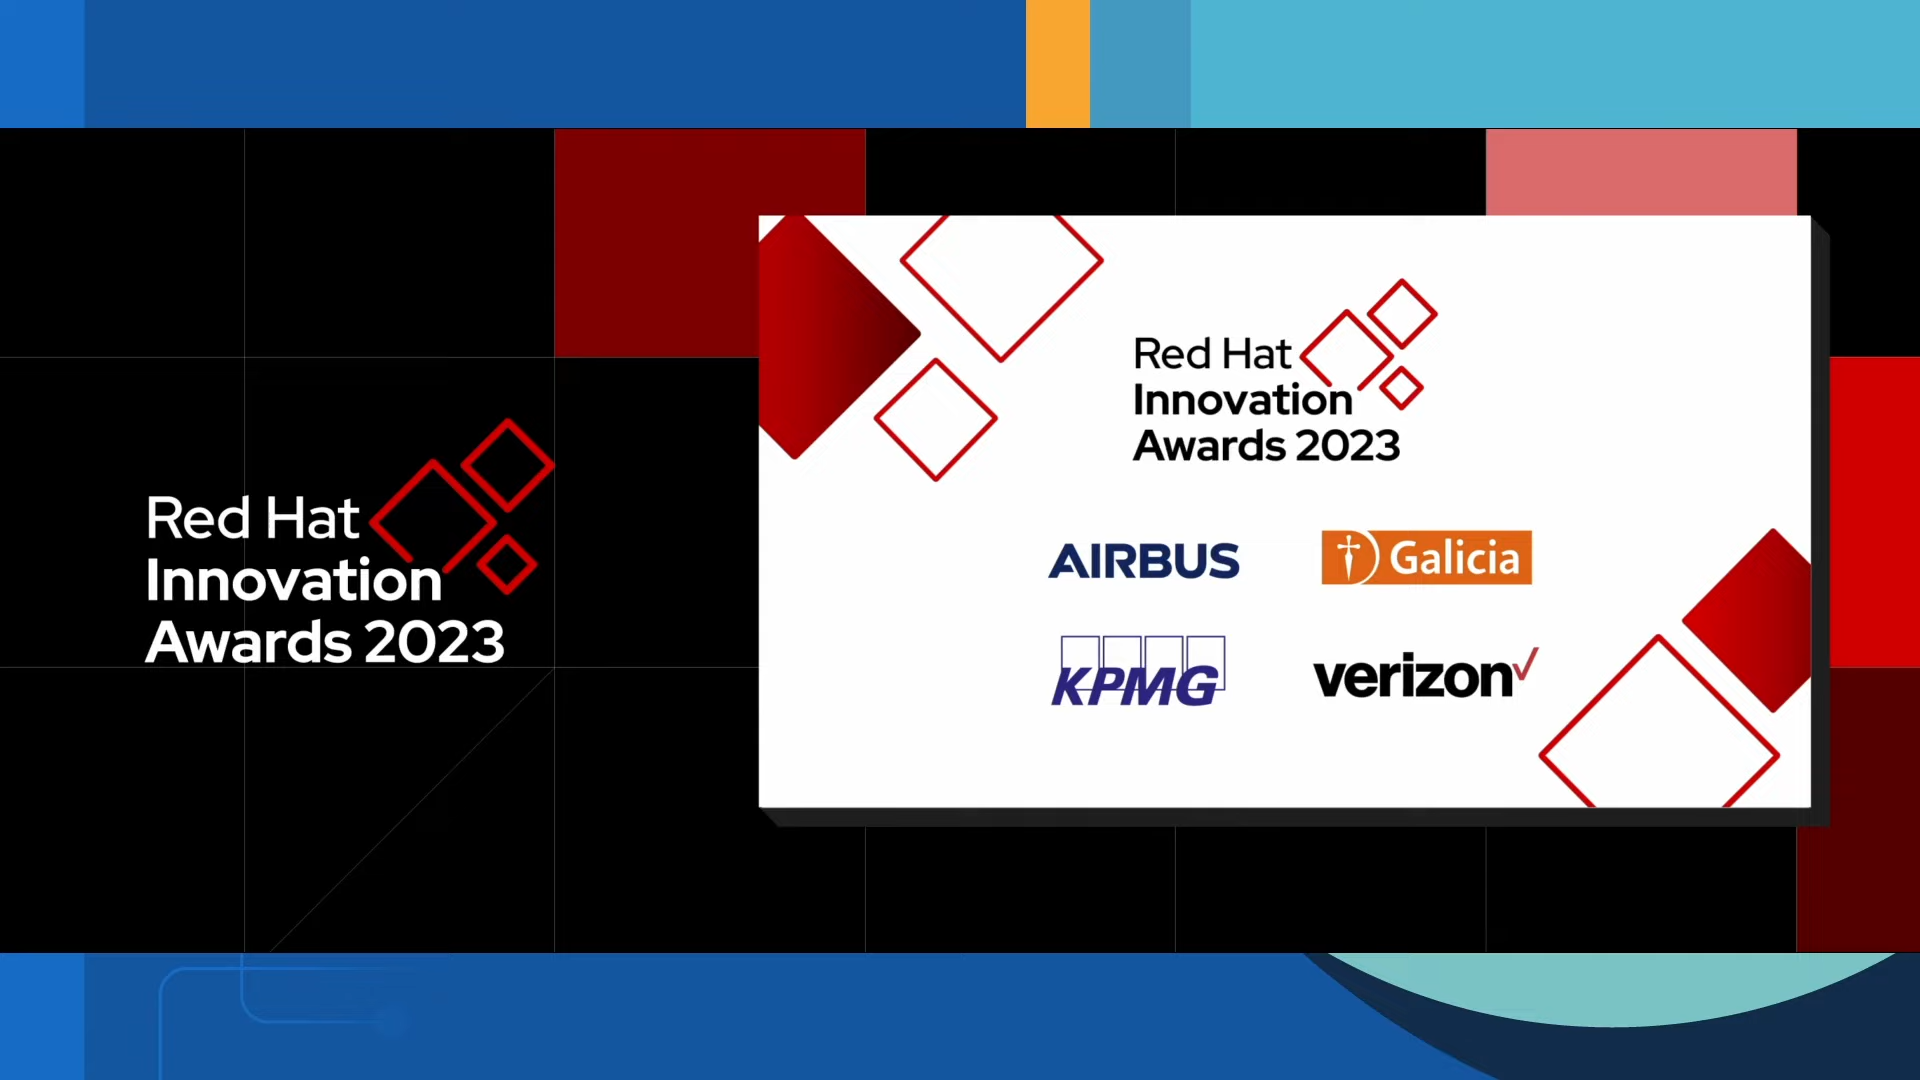 Red Hat
Innovation
Awards 2023
Red Hat
Innovation
Awards 2023
AIRBUS
Galicia
KPMG
verizon